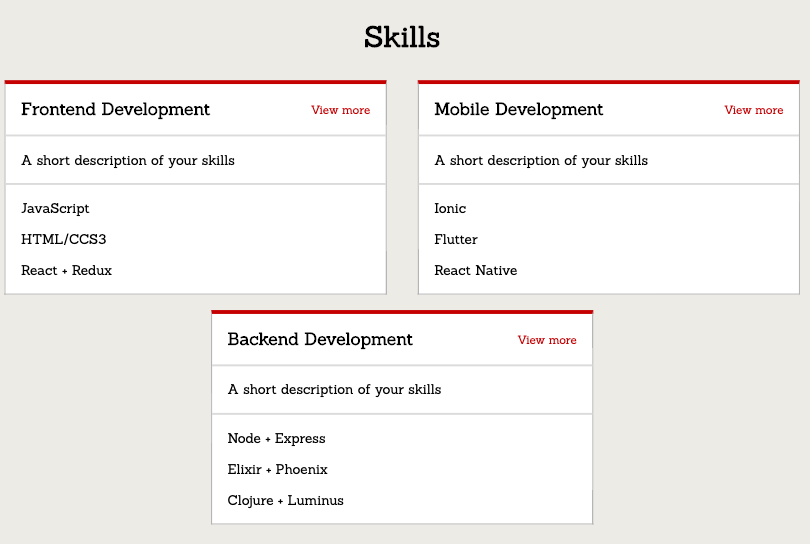 Skills
Frontend Development
View more
A short description of your skills
JavaScript
HTML/CCS3
React + Redux
Mobile Development
View more
A short description of your skills
Ionic
Flutter
React Native
Backend Development
View more
A short description of your skills
Node + Express
Elixir + Phoenix
Clojure + Luminus